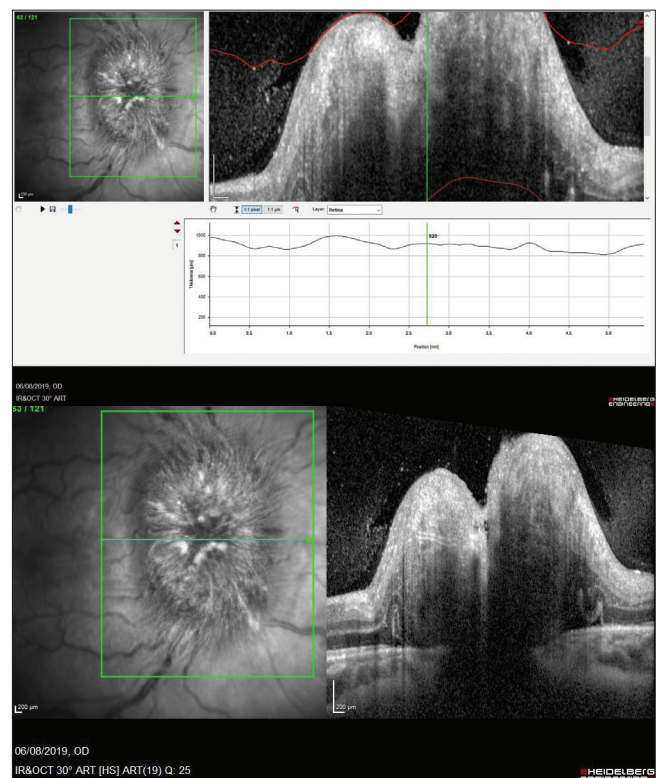 62 / 121
200 µm
1:1 pixel 1:1 µm Layer: Retina
1000
800
600
400
200
Thickness [µm]
920
0.0 0.5 1.0 1.5 2.0 2.5 3.0 3.5 4.0 4.5 5.0
Position [mm]
06/08/2019, OD
IR&OCT 30° ART
HEIDELBERG
ENGINEERING
63 / 121
200 µm
200 µm
06/08/2019, OD
IR&OCT 30° ART [HS] ART(19) Q: 25
HEIDELBERG